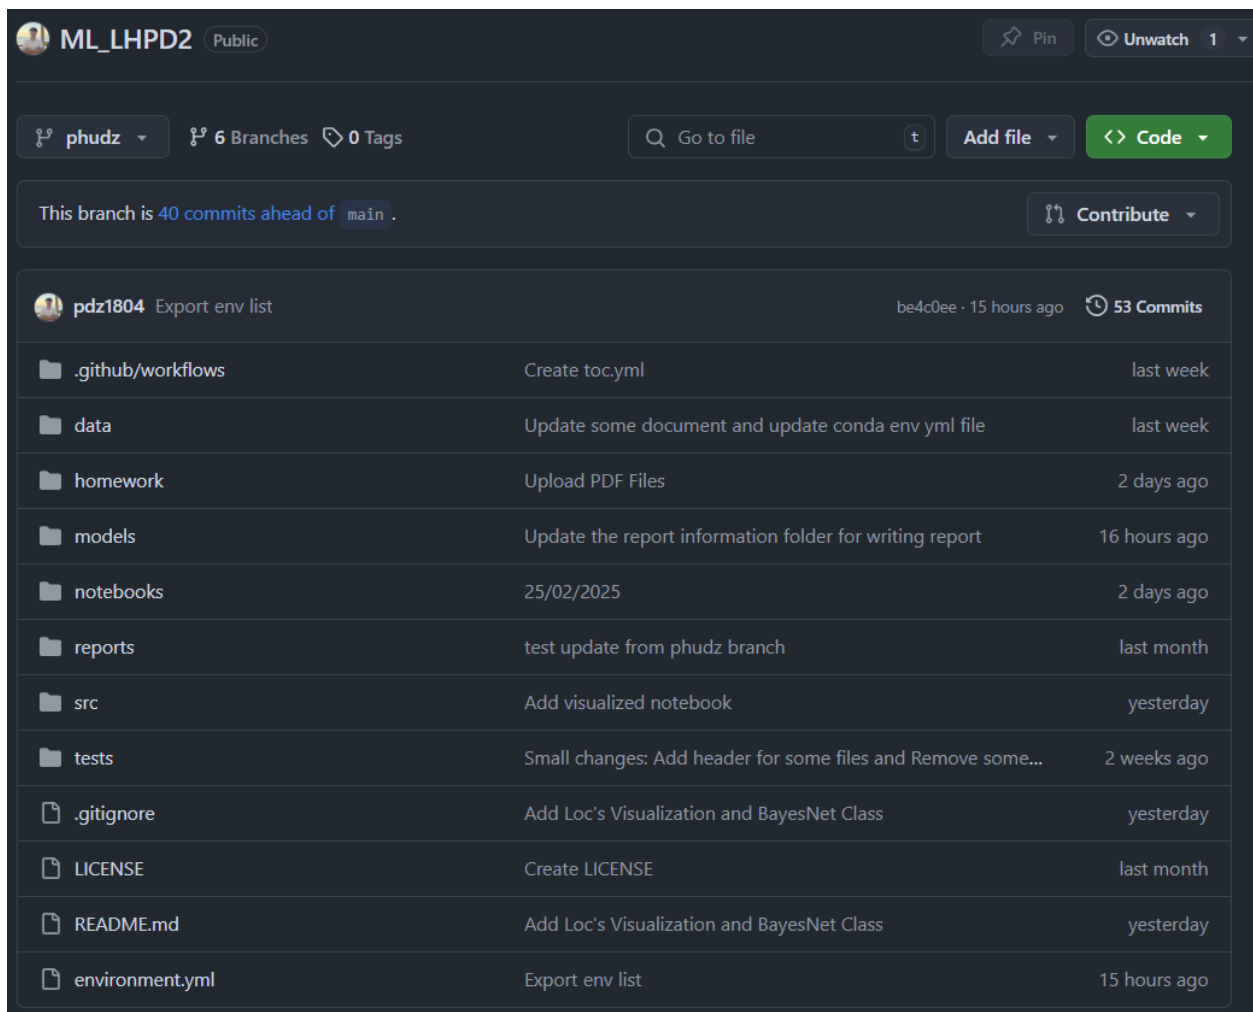 ML_LHPD2 Public Pin Unwatch 1
phudz 6 Branches 0 Tags Go to file t Add file Code
This branch is 40 commits ahead of main . Contribute
pdz1804 Export env list be4c0ee · 15 hours ago 53 Commits
.github/workflows Create toc.yml last week
data Update some document and update conda env yml file last week
homework Upload PDF Files 2 days ago
models Update the report information folder for writing report 16 hours ago
notebooks 25/02/2025 2 days ago
reports test update from phudz branch last month
src Add visualized notebook yesterday
tests Small changes: Add header for some files and Remove some... 2 weeks ago
.gitignore Add Loc's Visualization and BayesNet Class yesterday
LICENSE Create LICENSE last month
README.md Add Loc's Visualization and BayesNet Class yesterday
environment.yml Export env list 15 hours ago